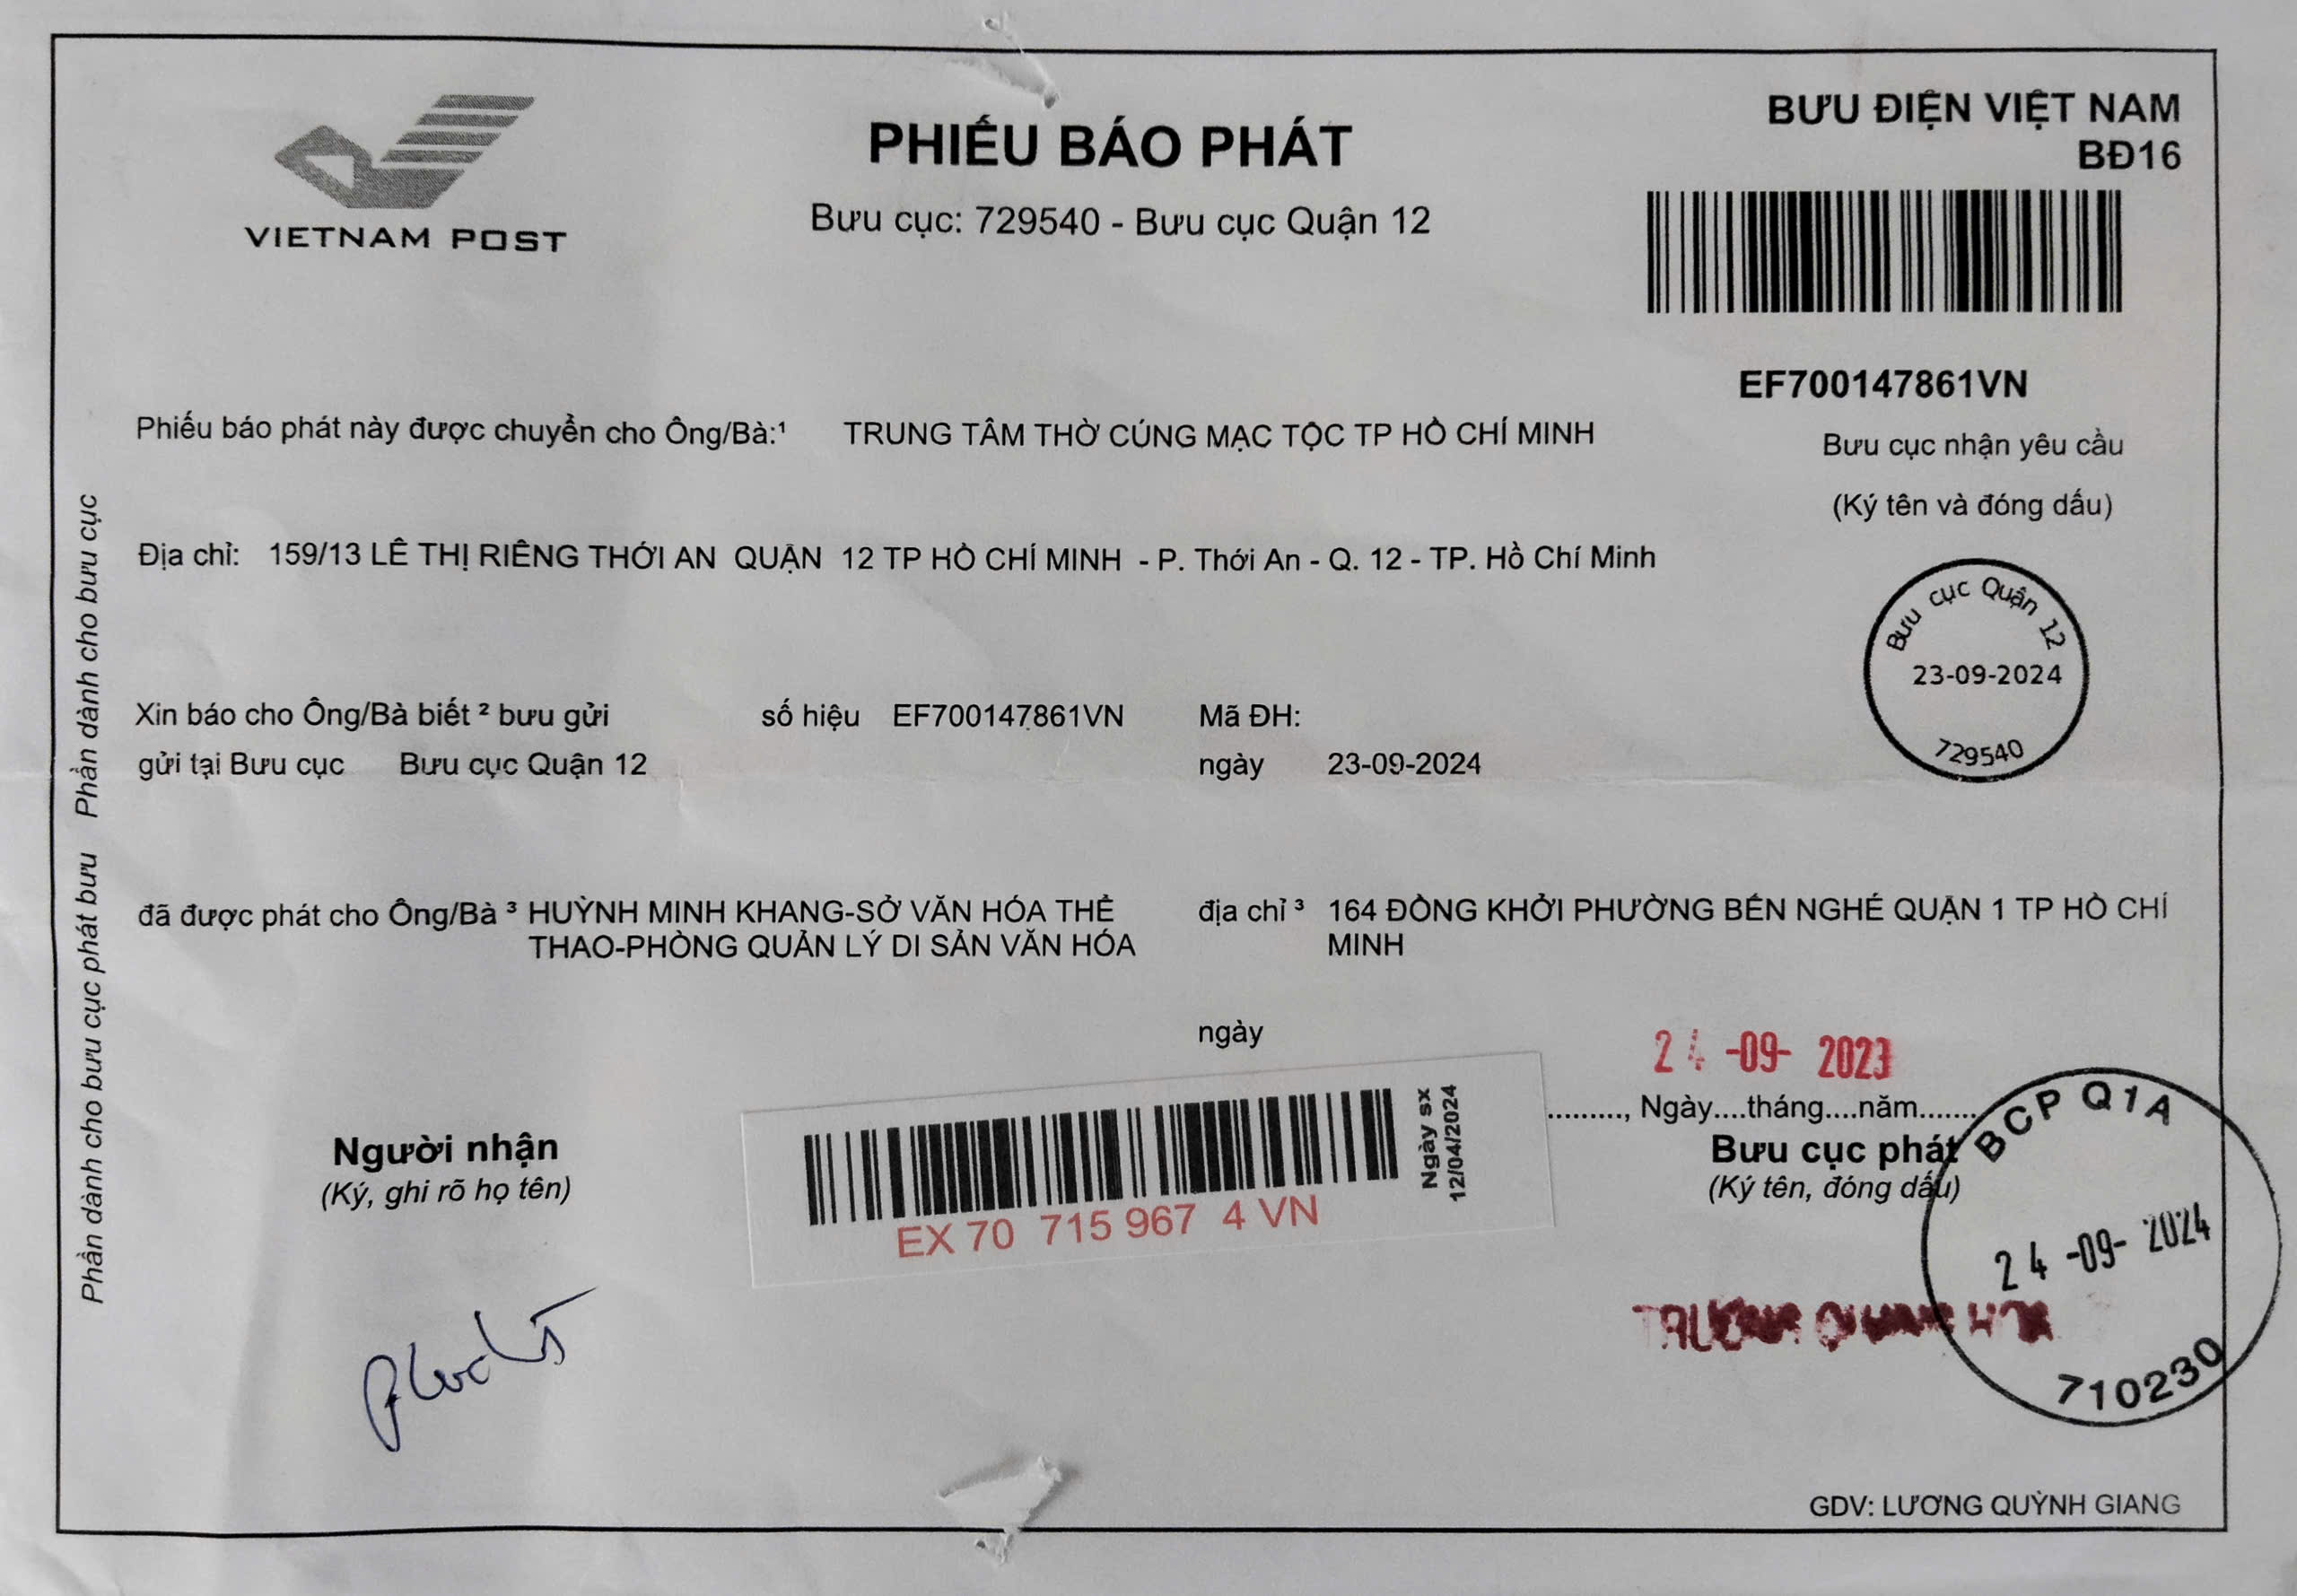 VIETNAM POST
PHIẾU BÁO PHÁT
Bưu cục: 729540 - Bưu cục Quận 12
BƯU ĐIỆN VIỆT NAM
BĐ16
EF700147861VN
Bưu cục nhận yêu cầu
(Ký tên và đóng dấu)
Bưu cục Quận 12
23-09-2024
729540
Phiếu báo phát này được chuyển cho Ông/Bà:¹ TRUNG TÂM THỜ CÚNG MẠC TỘC TP HỒ CHÍ MINH
Địa chỉ: 159/13 LÊ THỊ RIÊNG THỚI AN QUẬN 12 TP HỒ CHÍ MINH - P. Thới An - Q. 12 - TP. Hồ Chí Minh
Phần dành cho bưu cục
Xin báo cho Ông/Bà biết ² bưu gửi số hiệu EF700147861VN Mã ĐH:
gửi tại Bưu cục Bưu cục Quận 12 ngày 23-09-2024
Phần dành cho bưu cục phát bưu
đã được phát cho Ông/Bà ³ HUỲNH MINH KHANG-SỞ VĂN HÓA THỂ địa chỉ ³ 164 ĐỒNG KHỞI PHƯỜNG BẾN NGHÉ QUẬN 1 TP HỒ CHÍ
THAO-PHÒNG QUẢN LÝ DI SẢN VĂN HÓA MINH
ngày
24 -09- 2023
........., Ngày....tháng....năm.......
Người nhận
(Ký, ghi rõ họ tên)
EX 70 715 967 4 VN
Ngày sx
12/04/2024
Bưu cục phát
(Ký tên, đóng dấu)
BCP Q1A
24 -09- 2024
710230
GDV: LƯƠNG QUỲNH GIANG